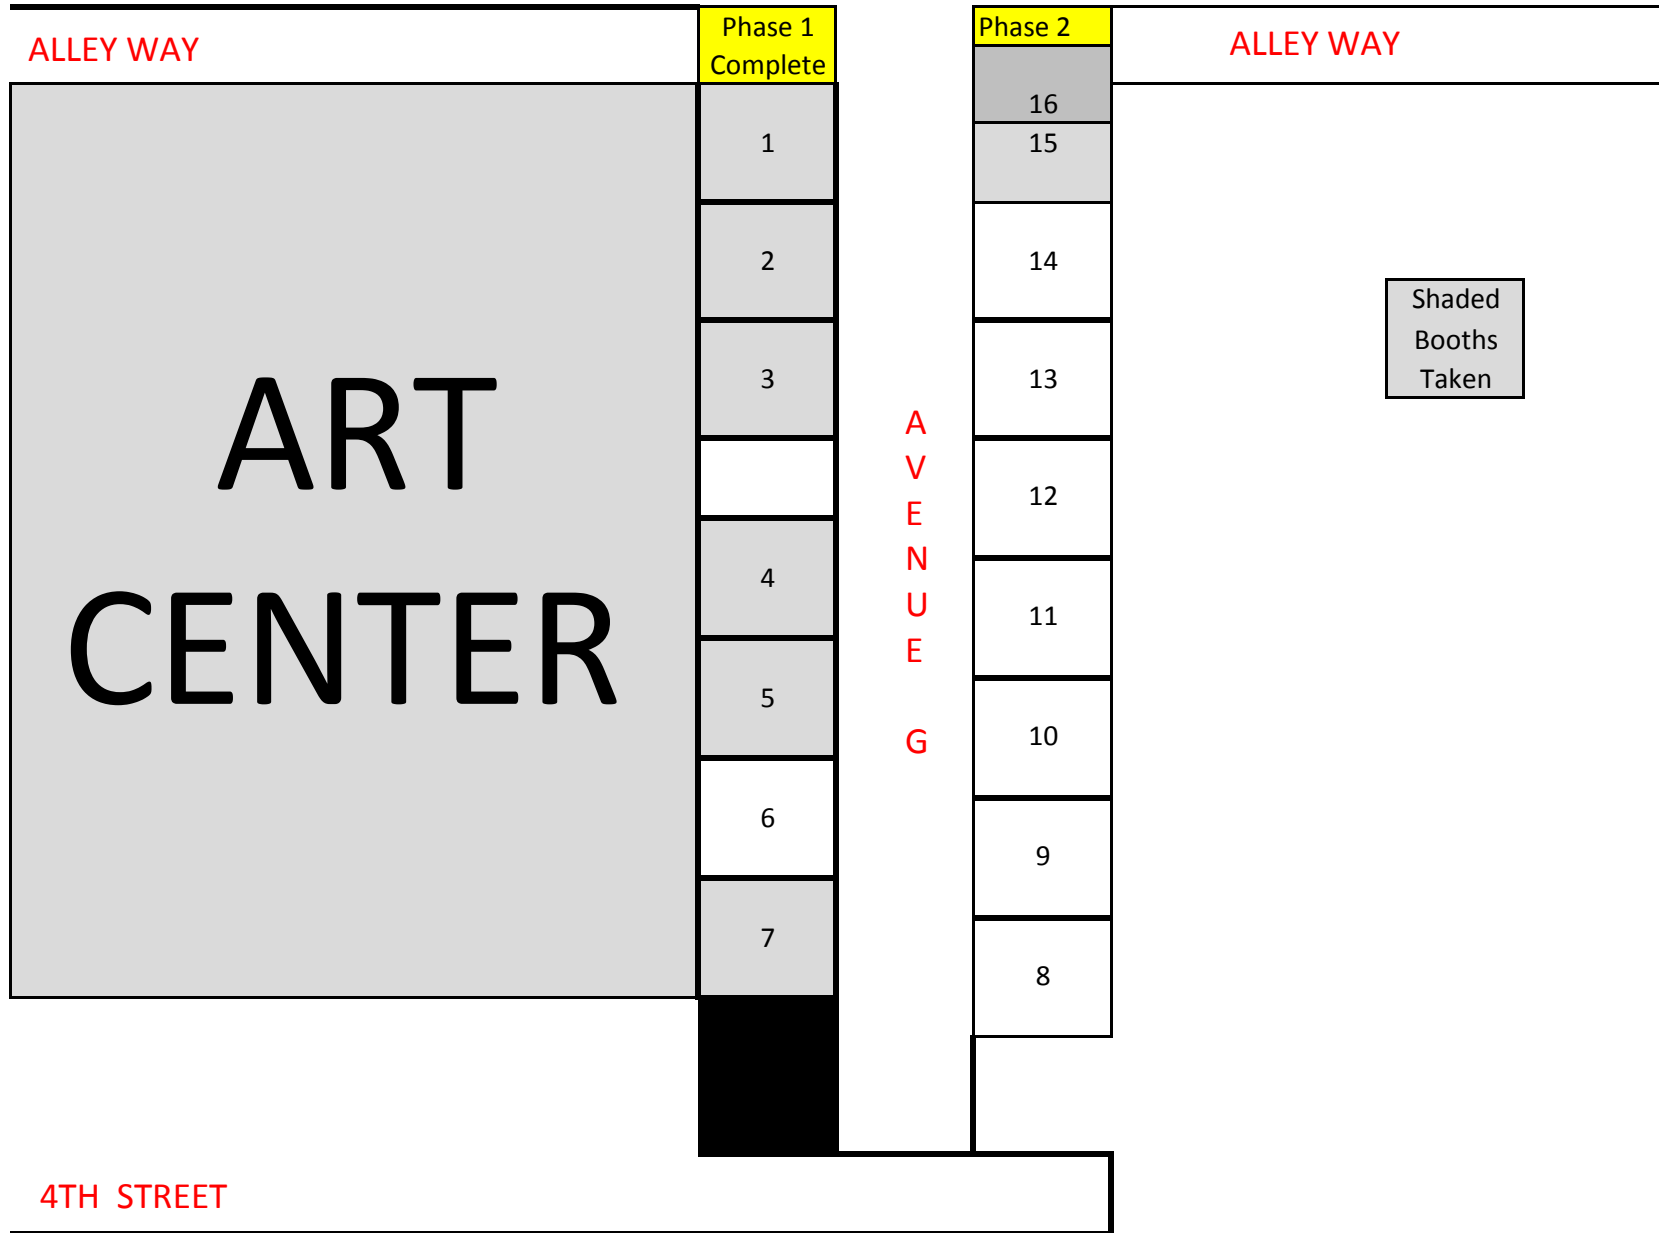 ALLEY WAY
Phase 1
Complete
Phase 2
ALLEY WAY
16
1
15
2
14
Shaded
Booths
Taken
3
13
ART
CENTER
A
V
E
N
U
E
G
12
4
11
5
10
6
9
7
8
4TH STREET